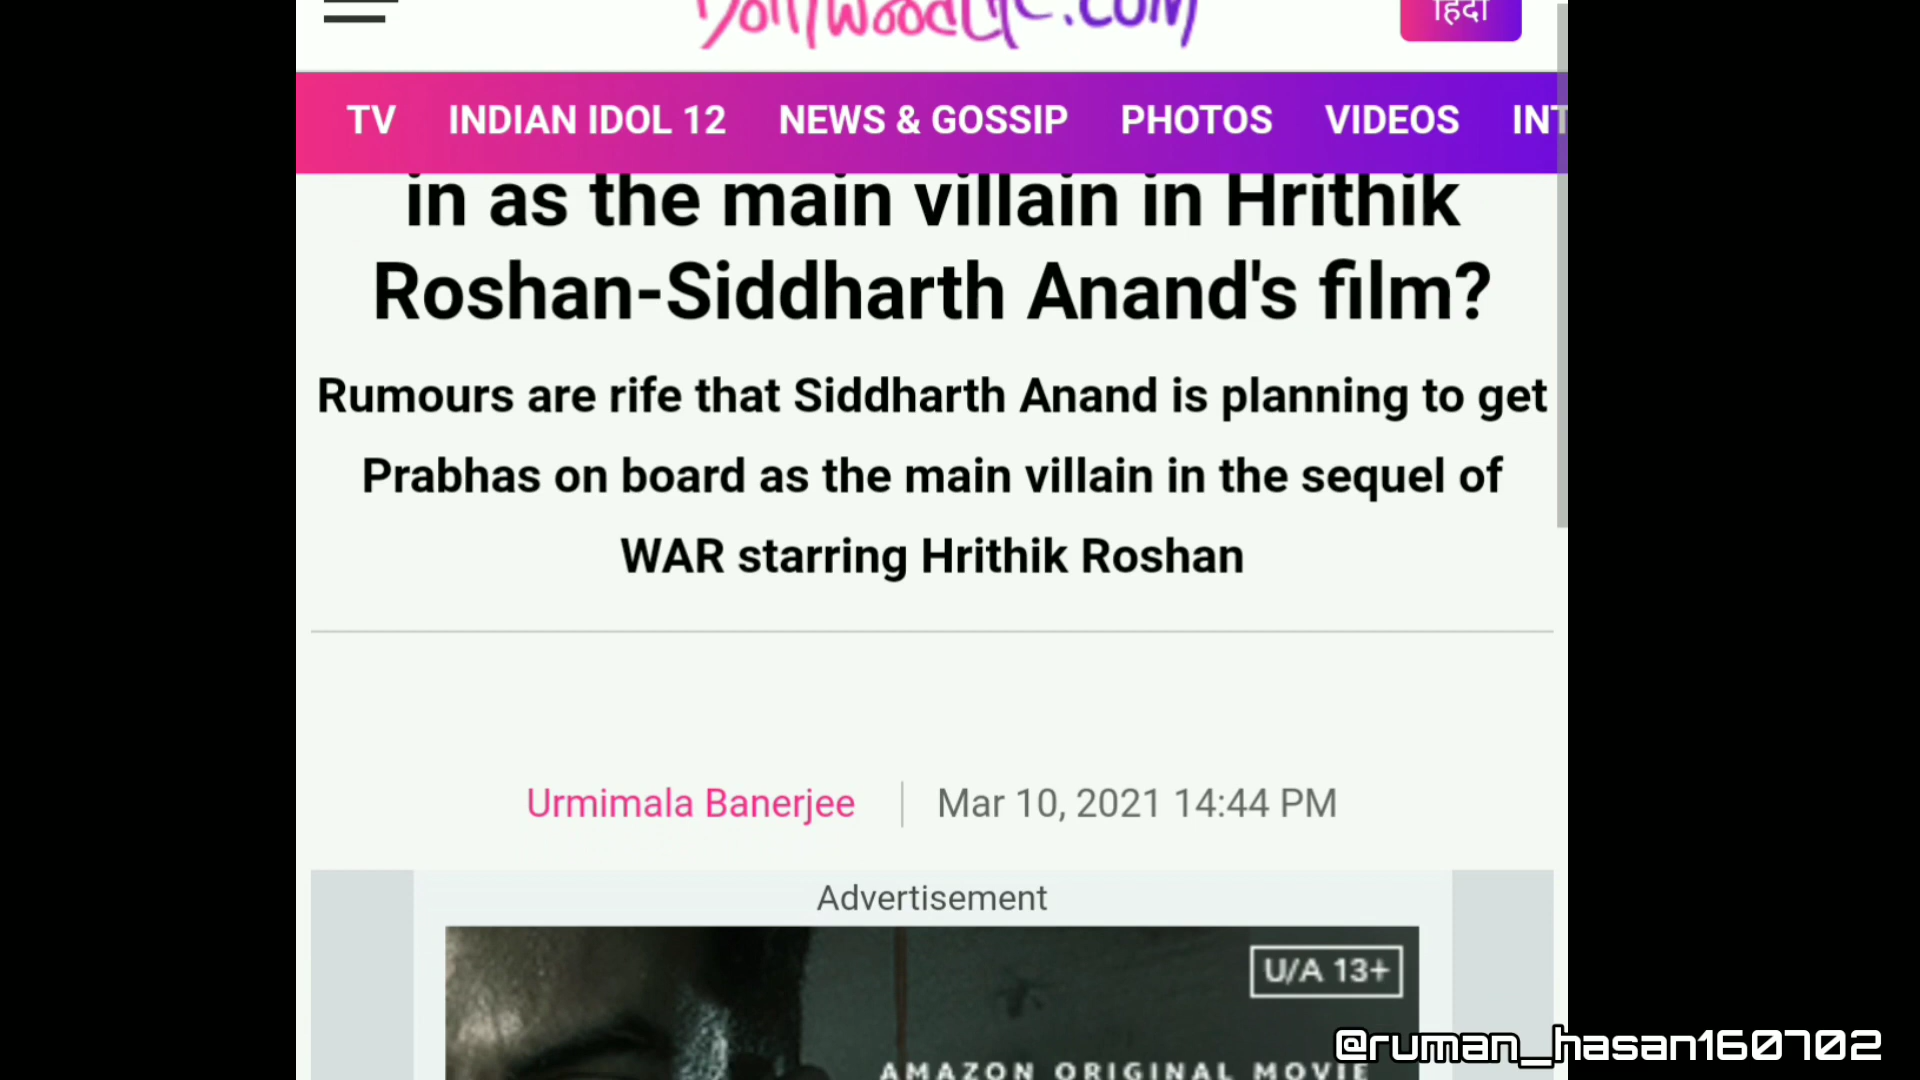 BollywoodLife.com
हिंदी
TV INDIAN IDOL 12 NEWS & GOSSIP PHOTOS VIDEOS INT
in as the main villain in Hrithik
Roshan-Siddharth Anand's film?
Rumours are rife that Siddharth Anand is planning to get
Prabhas on board as the main villain in the sequel of
WAR starring Hrithik Roshan
Urmimala Banerjee | Mar 10, 2021 14:44 PM
Advertisement
U/A 13+
AMAZON ORIGINAL MOVIE
@ruman_hasan160702